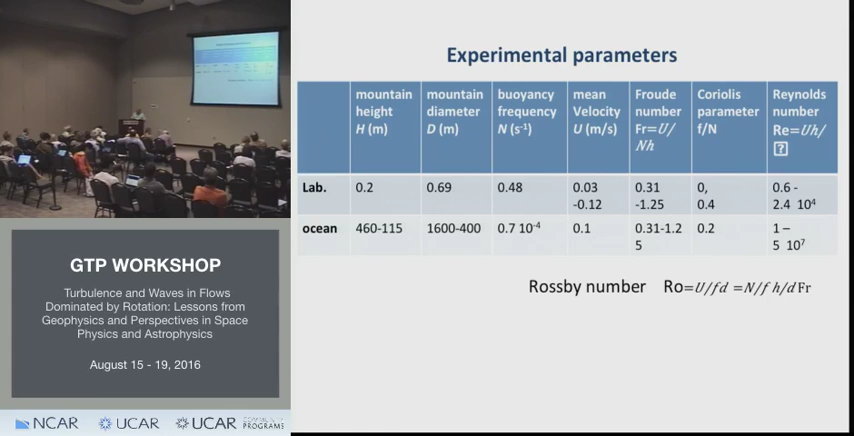 Experimental parameters
mountain height H (m)
mountain diameter D (m)
buoyancy frequency N (s-1)
mean Velocity U (m/s)
Froude number Fr=U/Nh
Coriolis parameter f/N
Reynolds number Re=Uh/
Lab. 0.2 0.69 0.48 0.03 -0.12 0.31 -1.25 0, 0.4 0.6 - 2.4 10⁴
ocean 460-115 1600-400 0.7 10⁻⁴ 0.1 0.31-1.25 0.2 1 – 5 10⁷
Rossby number Ro=U/fd =N/f h/d Fr
GTP WORKSHOP
Turbulence and Waves in Flows
Dominated by Rotation: Lessons from
Geophysics and Perspectives in Space
Physics and Astrophysics
August 15 - 19, 2016
NCAR
UCAR
UCAR COMMUNITY PROGRAMS